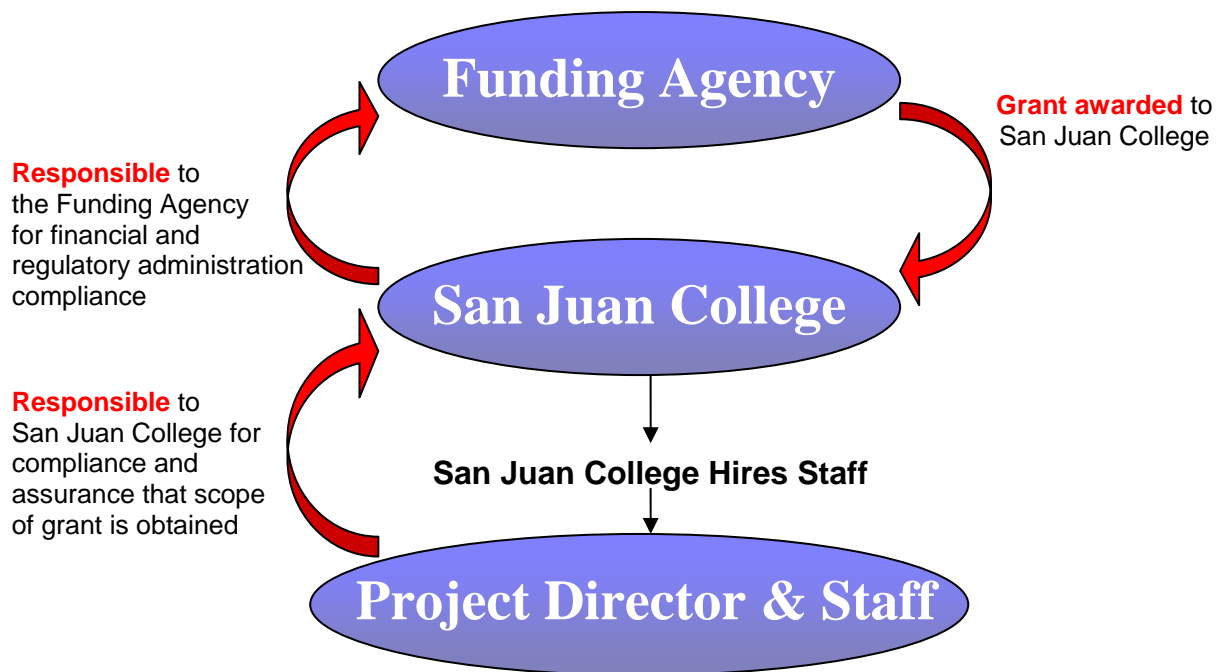 Funding Agency
Grant awarded to
San Juan College
Responsible to
the Funding Agency
for financial and
regulatory administration
compliance
San Juan College
Responsible to
San Juan College for
compliance and
assurance that scope
of grant is obtained
San Juan College Hires Staff
Project Director & Staff